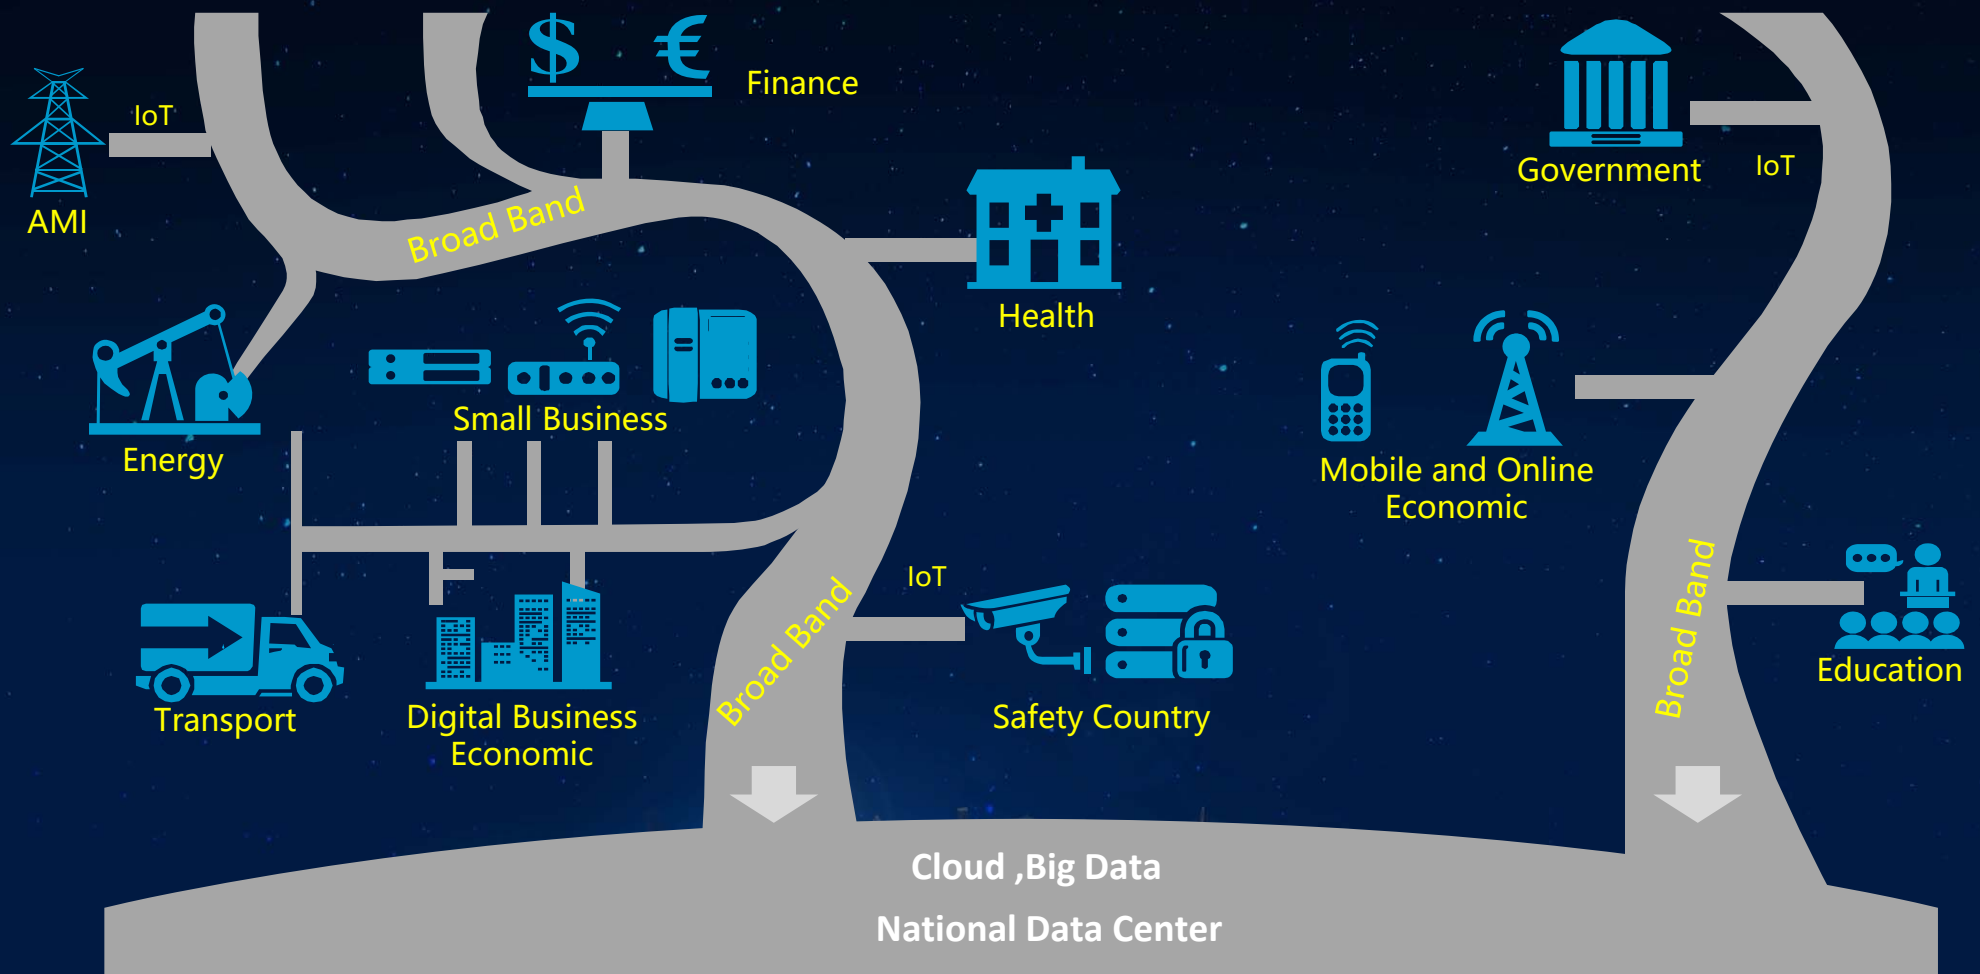 $ €
Finance
IoT
AMI
Government
IoT
Broad Band
Health
Small Business
Energy
Mobile and Online
Economic
IoT
Broad Band
Broad Band
Education
Transport
Digital Business
Economic
Safety Country
Cloud ,Big Data
National Data Center